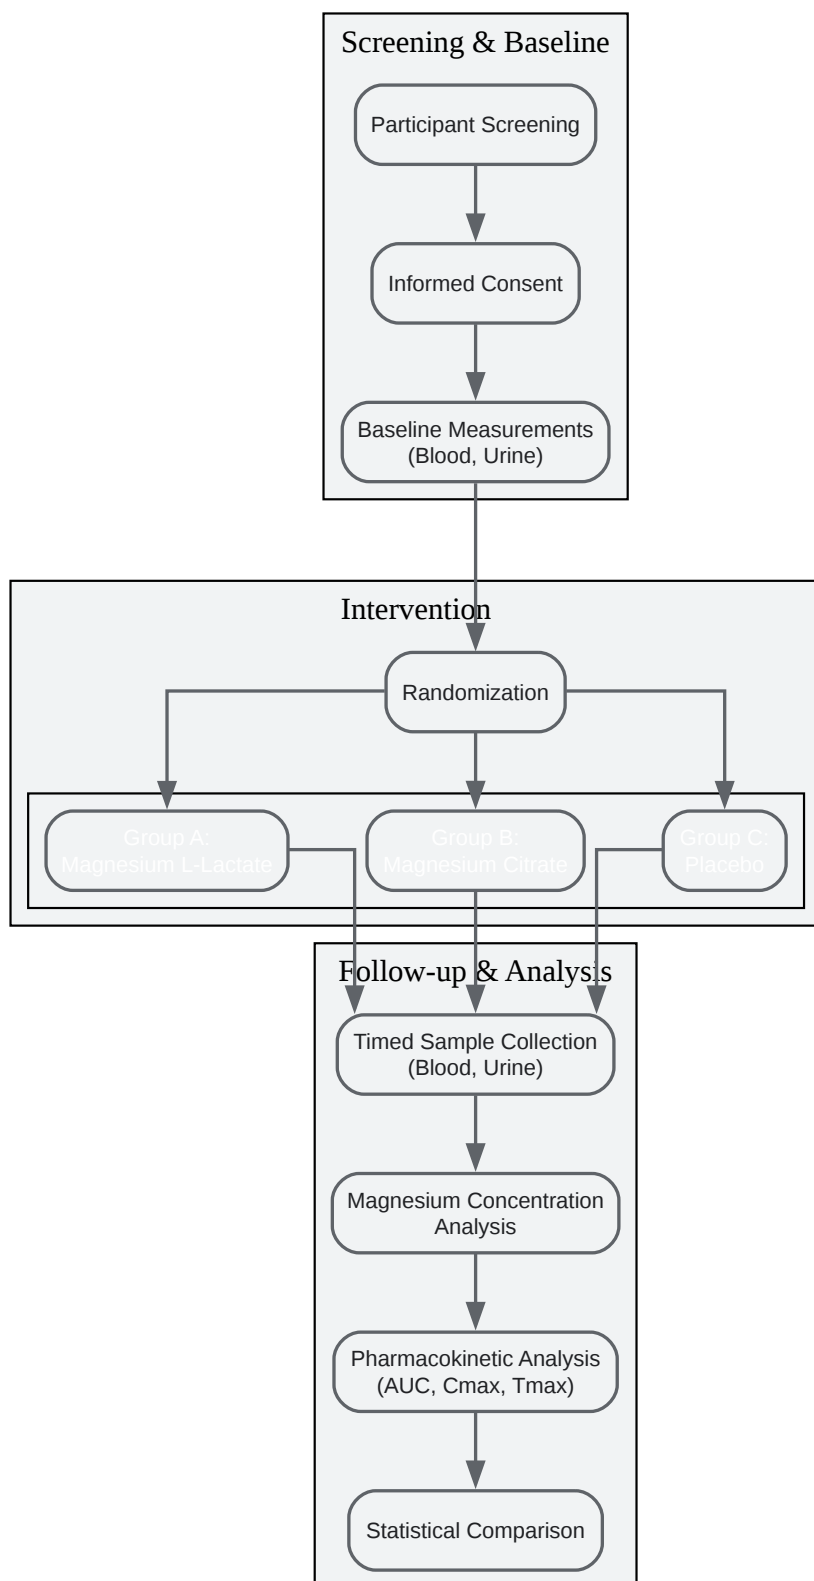 Screening & Baseline
Participant Screening
Informed Consent
Baseline Measurements
(Blood, Urine)
Intervention
Randomization
Group A:
Magnesium L-Lactate
Group B:
Magnesium Citrate
Group C:
Placebo
Follow-up & Analysis
Timed Sample Collection
(Blood, Urine)
Magnesium Concentration
Analysis
Pharmacokinetic Analysis
(AUC, Cmax, Tmax)
Statistical Comparison